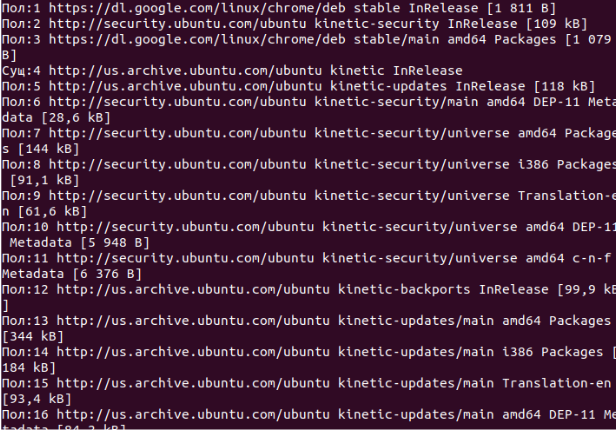 Пол:1 https://dl.google.com/linux/chrome/deb stable InRelease [1 811 B]
Пол:2 http://security.ubuntu.com/ubuntu kinetic-security InRelease [109 kB]
Пол:3 https://dl.google.com/linux/chrome/deb stable/main amd64 Packages [1 079
B]
Сущ:4 http://us.archive.ubuntu.com/ubuntu kinetic InRelease
Пол:5 http://us.archive.ubuntu.com/ubuntu kinetic-updates InRelease [118 kB]
Пол:6 http://security.ubuntu.com/ubuntu kinetic-security/main amd64 DEP-11 Meta
data [28,6 kB]
Пол:7 http://security.ubuntu.com/ubuntu kinetic-security/universe amd64 Package
s [144 kB]
Пол:8 http://security.ubuntu.com/ubuntu kinetic-security/universe i386 Packages
[91,1 kB]
Пол:9 http://security.ubuntu.com/ubuntu kinetic-security/universe Translation-e
n [61,6 kB]
Пол:10 http://security.ubuntu.com/ubuntu kinetic-security/universe amd64 DEP-11
Metadata [5 948 B]
Пол:11 http://security.ubuntu.com/ubuntu kinetic-security/universe amd64 c-n-f
Metadata [6 376 B]
Пол:12 http://us.archive.ubuntu.com/ubuntu kinetic-backports InRelease [99,9 kB
]
Пол:13 http://us.archive.ubuntu.com/ubuntu kinetic-updates/main amd64 Packages
[344 kB]
Пол:14 http://us.archive.ubuntu.com/ubuntu kinetic-updates/main i386 Packages [
184 kB]
Пол:15 http://us.archive.ubuntu.com/ubuntu kinetic-updates/main Translation-en
[93,4 kB]
Пол:16 http://us.archive.ubuntu.com/ubuntu kinetic-updates/main amd64 DEP-11 Me